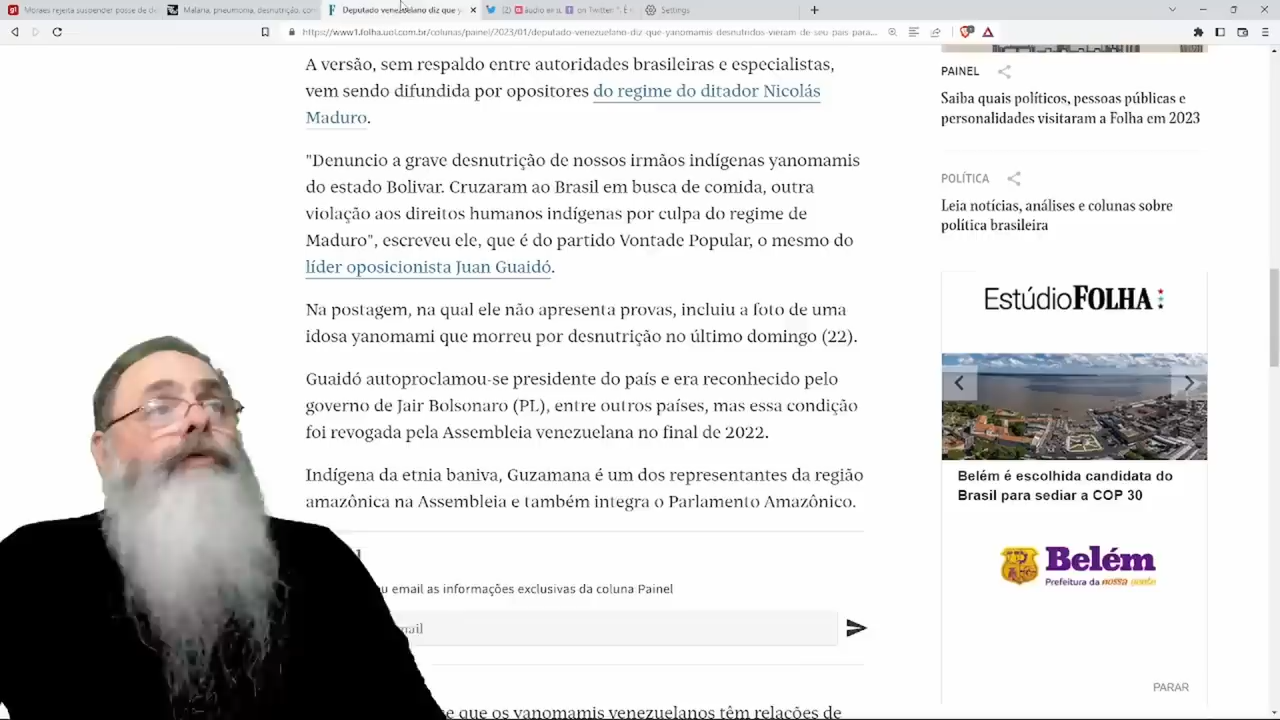 Moraes rejeita suspender posse de d
Malária, pneumonia, desnutrição, con
Deputado venezuelano diz que y
on Twitter
Settings
https://www1.folha.uol.com.br/colunas/painel/2023/01/deputado-venezuelano-diz-que-yanomamis-desnutridos-vieram-de-seu-pais-para...
A versão, sem respaldo entre autoridades brasileiras e especialistas,
vem sendo difundida por opositores do regime do ditador Nicolás
Maduro.
"Denuncio a grave desnutrição de nossos irmãos indígenas yanomamis
do estado Bolivar. Cruzaram ao Brasil em busca de comida, outra
violação aos direitos humanos indígenas por culpa do regime de
Maduro", escreveu ele, que é do partido Vontade Popular, o mesmo do
líder oposicionista Juan Guaidó.
Na postagem, na qual ele não apresenta provas, incluiu a foto de uma
idosa yanomami que morreu por desnutrição no último domingo (22).
Guaidó autoproclamou-se presidente do país e era reconhecido pelo
governo de Jair Bolsonaro (PL), entre outros países, mas essa condição
foi revogada pela Assembleia venezuelana no final de 2022.
Indígena da etnia baniva, Guzamana é um dos representantes da região
amazônica na Assembleia e também integra o Parlamento Amazônico.
u email as informações exclusivas da coluna Painel
mail
e que os yanomamis venezuelanos têm relações de
PAINEL
Saiba quais políticos, pessoas públicas e
personalidades visitaram a Folha em 2023
POLÍTICA
Leia notícias, análises e colunas sobre
política brasileira
Estúdio FOLHA
Belém é escolhida candidata do
Brasil para sediar a COP 30
Belém
Prefeitura da nossa gente
PARAR